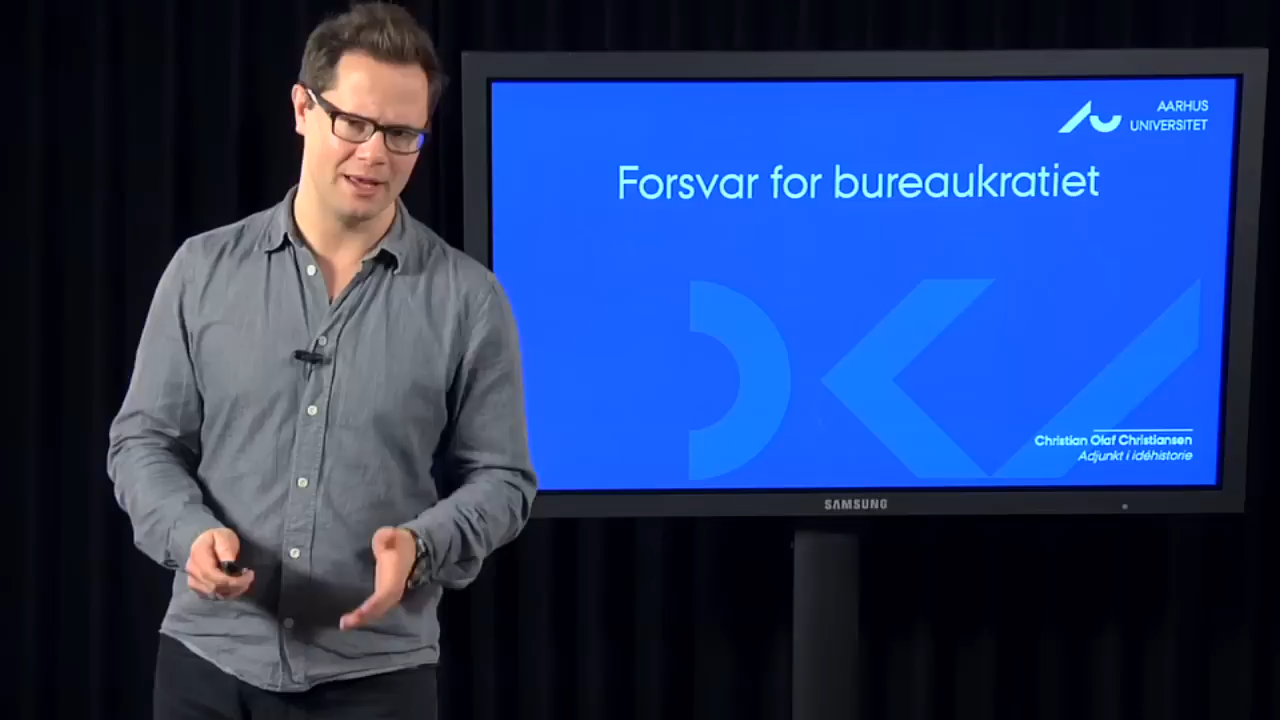 AARHUS
UNIVERSITET
Forsvar for bureaukratiet
Christian Olaf Christiansen
Adjunkt i idéhistorie
SAMSUNG